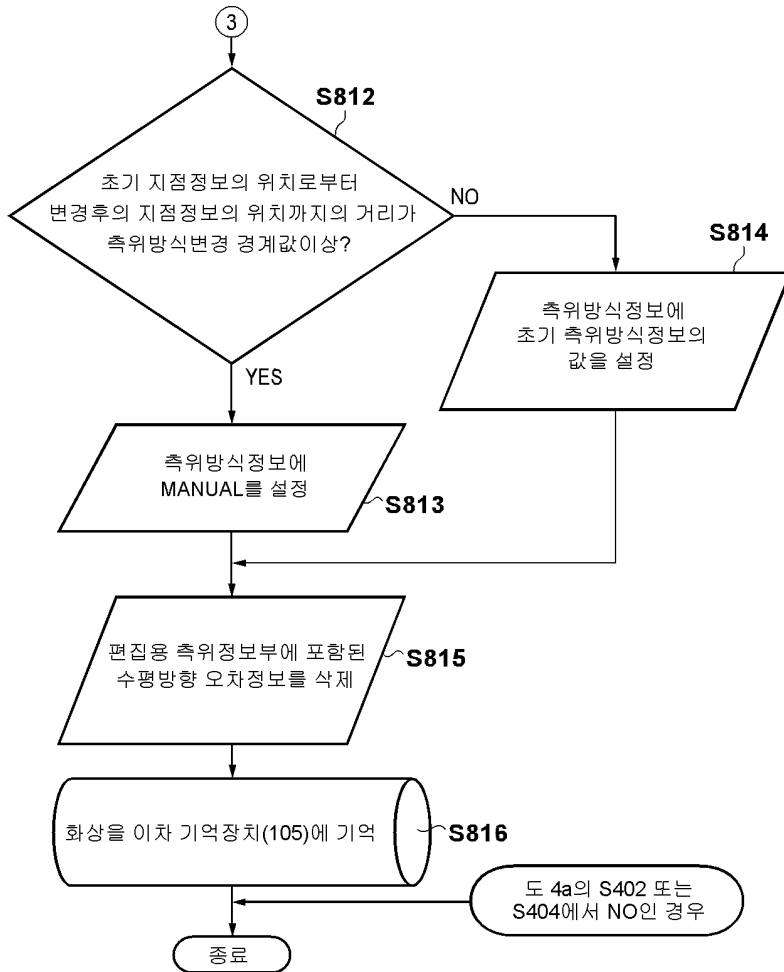 3
S812
초기 지점정보의 위치로부터
변경후의 지점정보의 위치까지의 거리가
측위방식변경 경계값이상?
NO
S814
측위방식정보에
초기 측위방식정보의
값을 설정
YES
측위방식정보에
MANUAL를 설정
S813
편집용 측위정보부에 포함된
수평방향 오차정보를 삭제
S815
화상을 이차 기억장치(105)에 기억
S816
도 4a의 S402 또는
S404에서 NO인 경우
종료